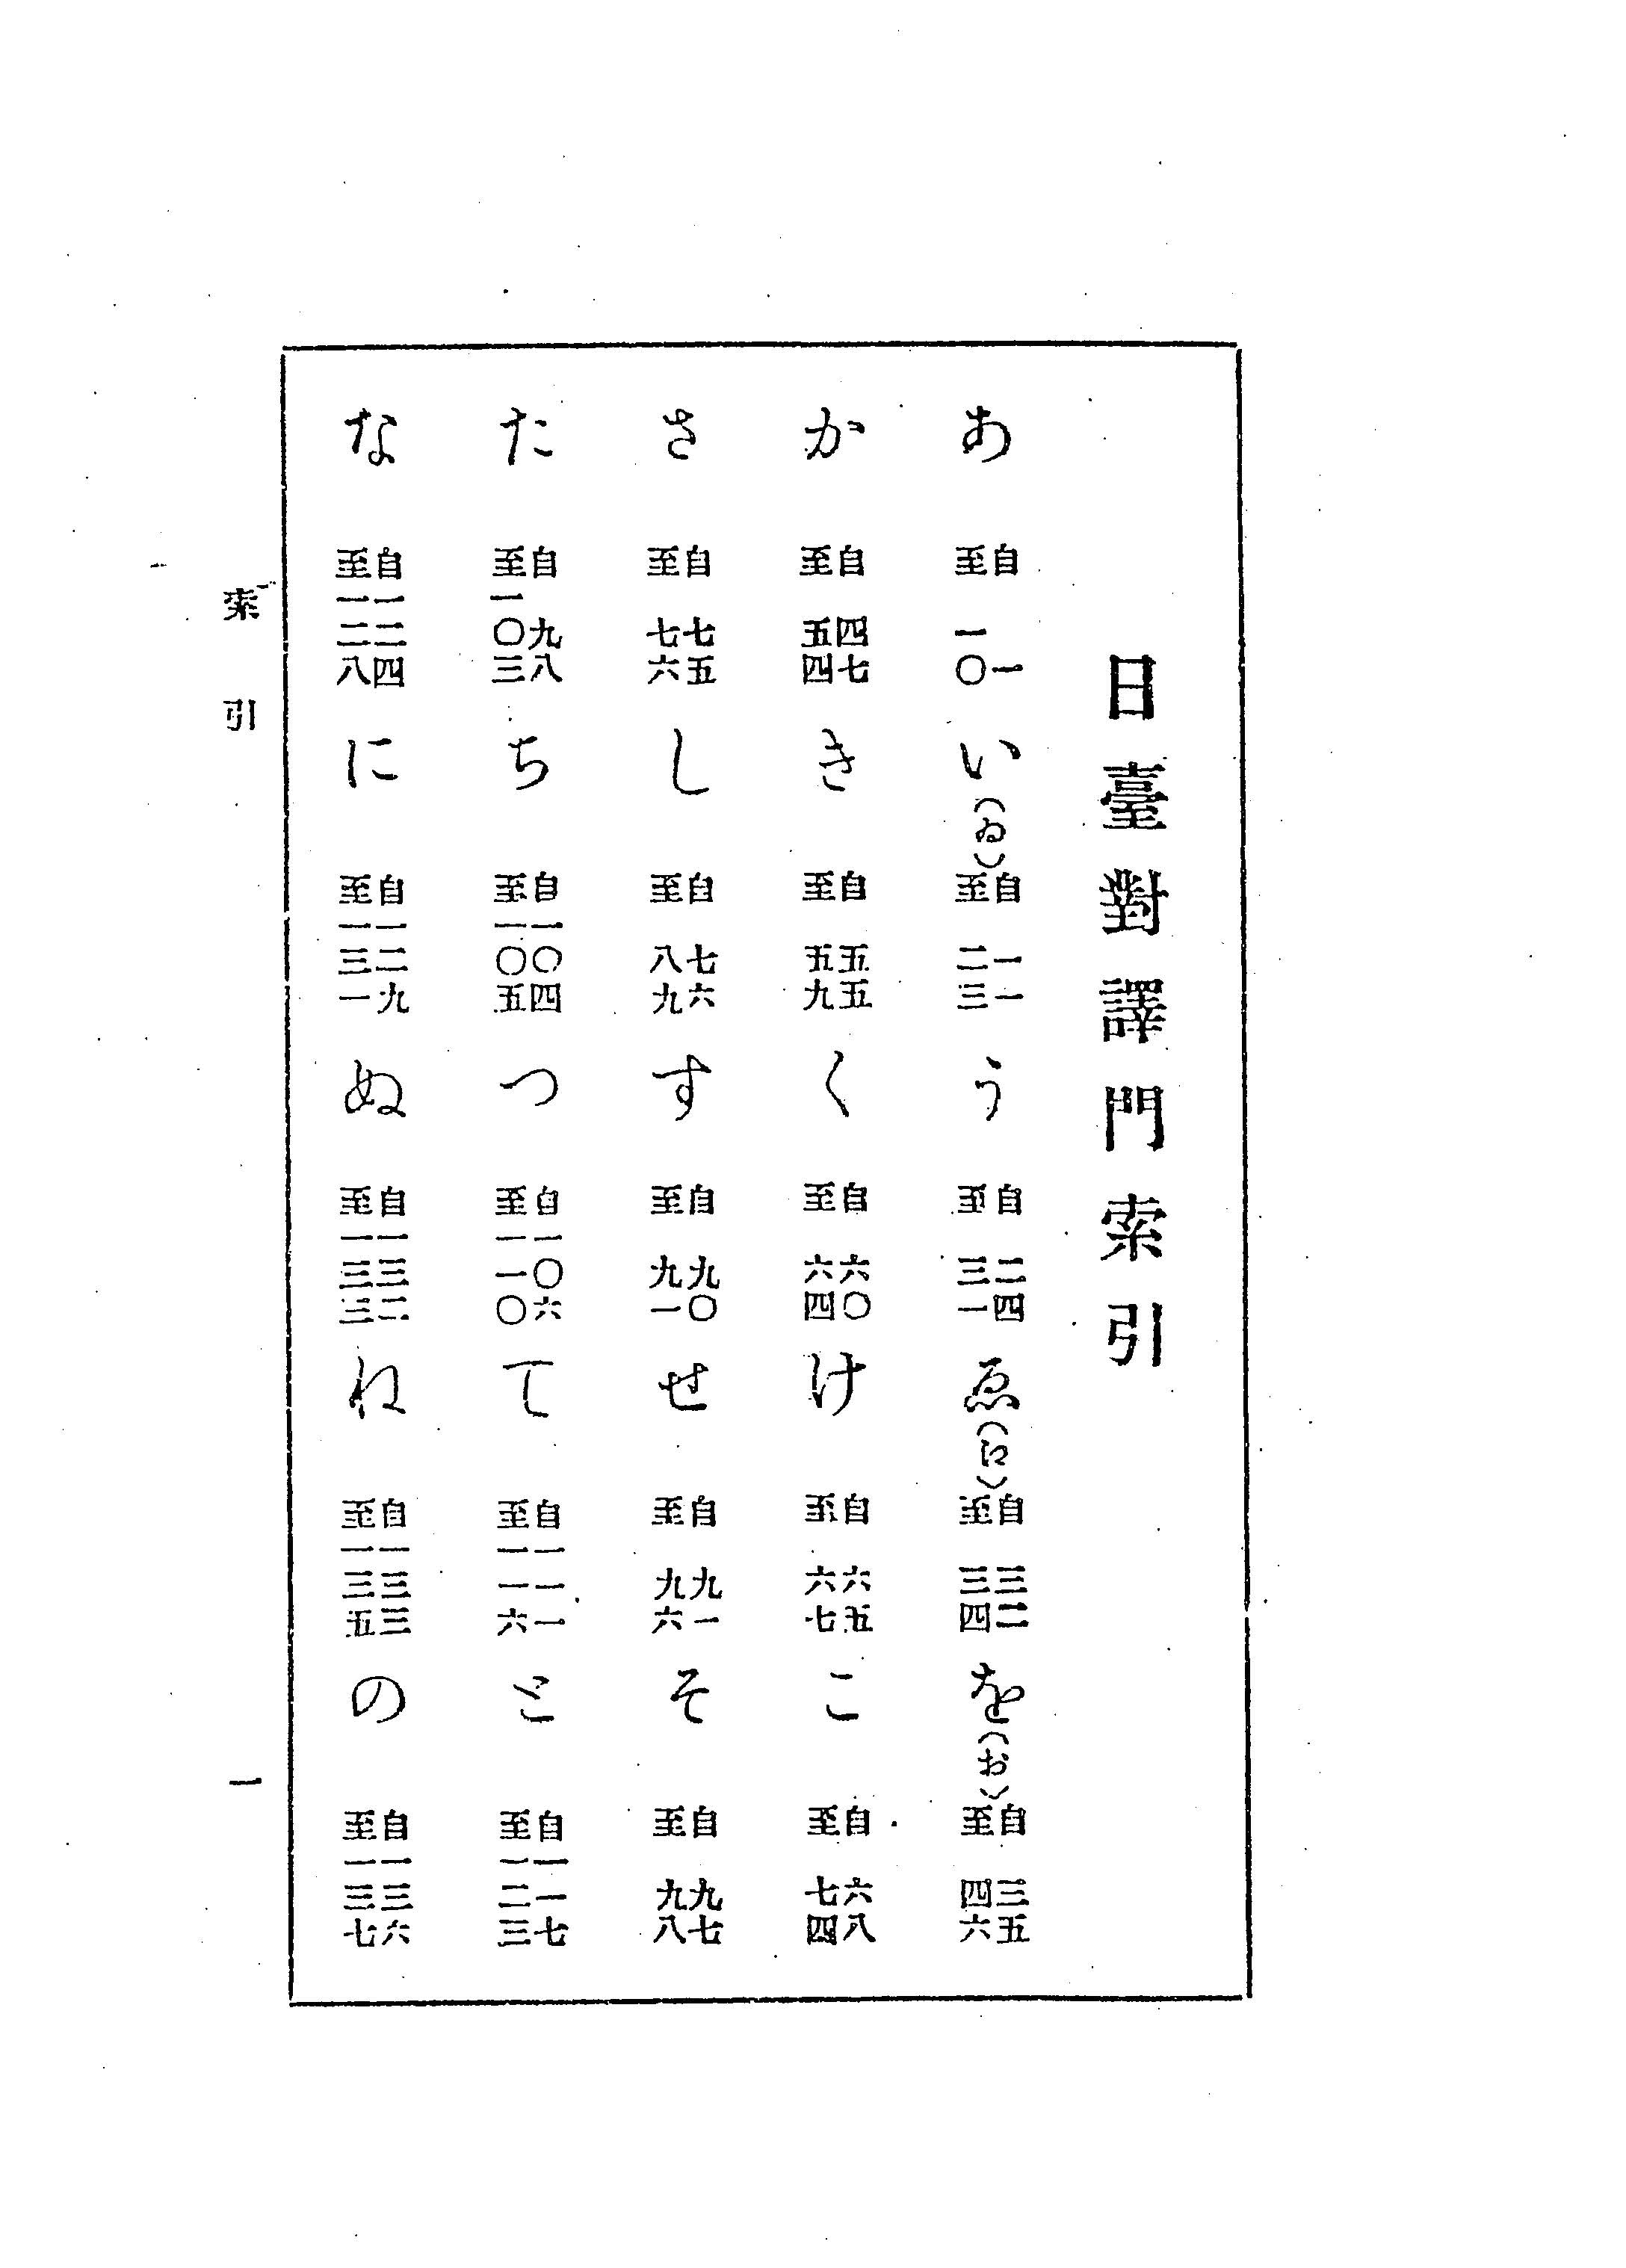 日臺對譯門索引
あ 自一至一〇 い(ゐ) 自一一至二三 う 自二四至三一 ゑ(え) 自三二至三四 を(お) 自三五至四六
か 自四七至五四 き 自五五至五九 く 自六〇至六四 け 自六五至六七 こ 自六八至七四
さ 自七五至七六 し 自七六至八九 す 自九〇至九一 せ 自九一至九六 そ 自九七至九八
た 自九八至一〇三 ち 自一〇四至一〇五 つ 自一〇六至一一〇 て 自一一一至一一六 と 自一一七至一二三
な 自一二四至一二八 に 自一二九至一三一 ぬ 自一三二至一三三 ね 自一三三至一三五 の 自一三六至一三七
索引 一